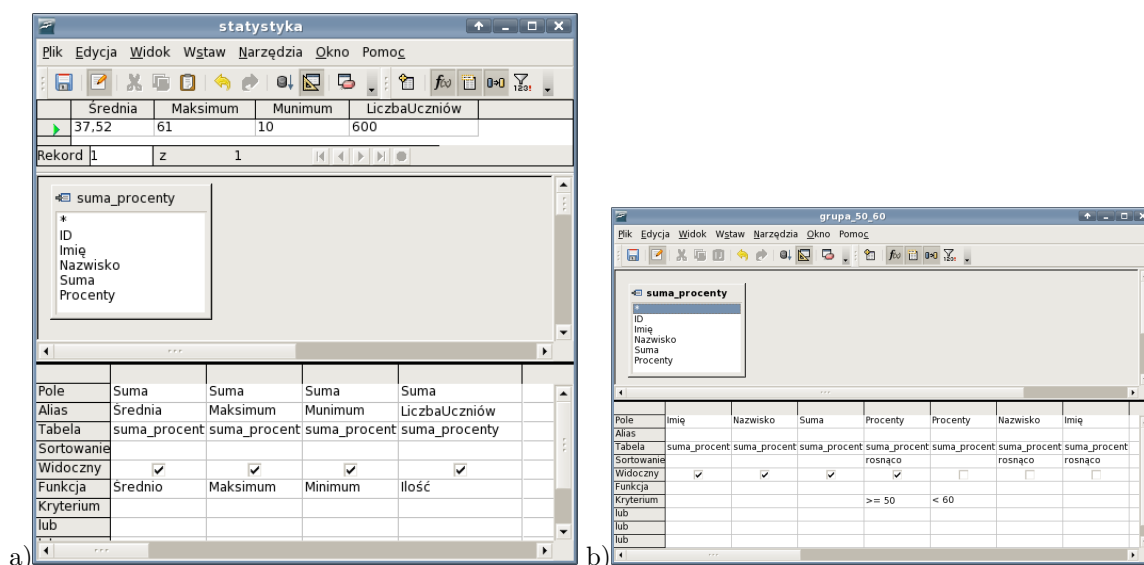 statystyka
Plik Edycja Widok Wstaw Narzędzia Okno Pomoc
Średnia Maksimum Munimum LiczbaUczniów
37,52 61 10 600
Rekord 1 z 1
suma_procenty
*
ID
Imię
Nazwisko
Suma
Procenty
Pole Suma Suma Suma Suma
Alias Średnia Maksimum Munimum LiczbaUczniów
Tabela suma_procent suma_procent suma_procent suma_procenty
Sortowanie
Widoczny
Funkcja Średnio Maksimum Minimum Ilość
Kryterium
lub
a)
grupa_50_60
Plik Edycja Widok Wstaw Narzędzia Okno Pomoc
suma_procenty
*
ID
Imię
Nazwisko
Suma
Procenty
Pole Imię Nazwisko Suma Procenty Procenty Nazwisko Imię
Alias
Tabela suma_procent suma_procent suma_procent suma_procent suma_procent suma_procent suma_procent
Sortowanie rosnąco rosnąco rosnąco
Widoczny
Funkcja
Kryterium >= 50 < 60
lub
lub
lub
b)